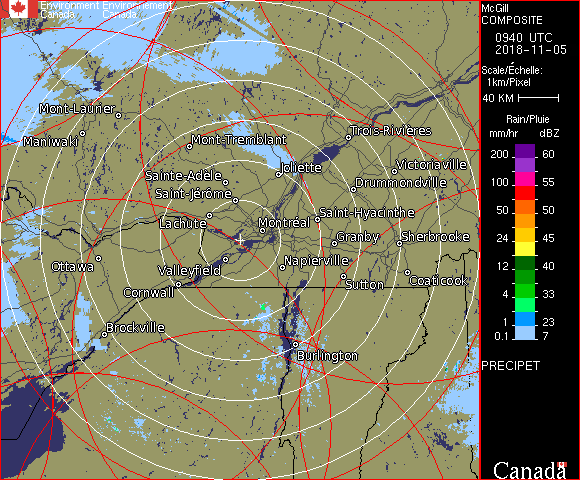 Environment Environnement
Canada Canada
McGill
COMPOSITE
0940 UTC
2018-11-05
Scale/Échelle:
1km/Pixel
40 KM
Rain/Pluie
mm/hr dBZ
200 60
100 55
50 50
24 45
12 40
4 33
1 23
0.1 7
PRECIPET
Canada
Mont-Laurier
Maniwaki
Mont-Tremblant
Trois-Rivières
Sainte-Adèle
Joliette
Victoriaville
Saint-Jérôme
Drummondville
Lachute
Montréal
Saint-Hyacinthe
Granby
Sherbrooke
Ottawa
Valleyfield
Napierville
Cornwall
Sutton
Coaticook
Brockville
Burlington